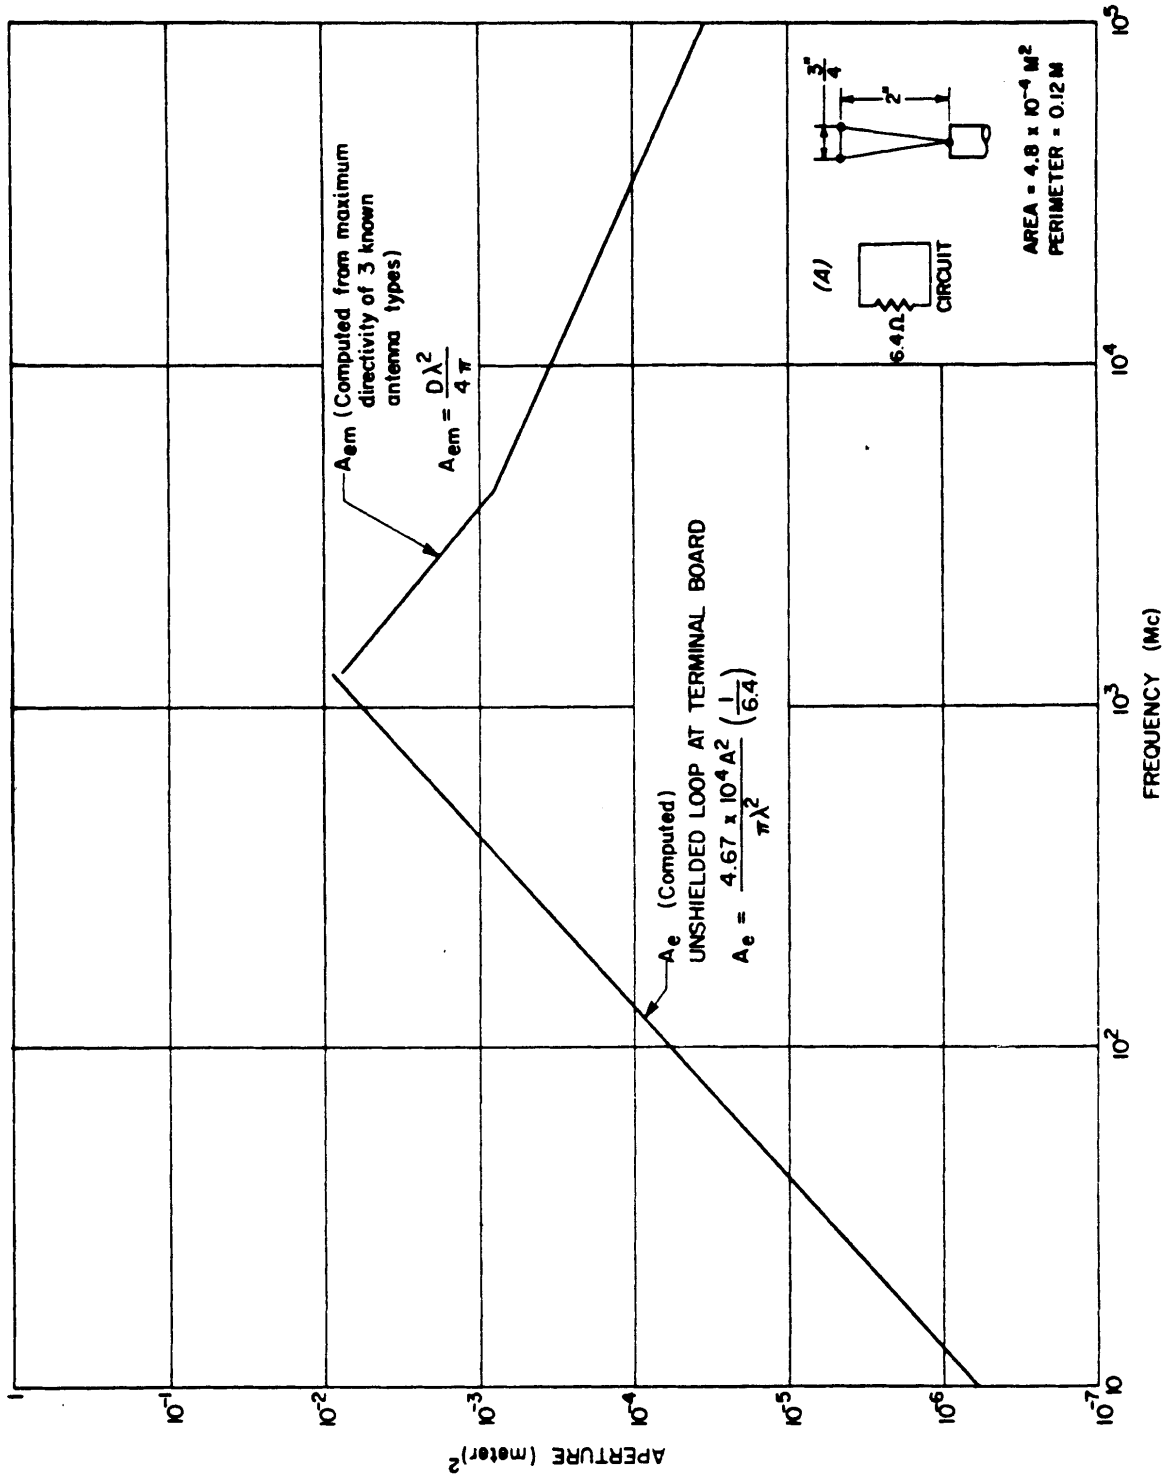 APERTURE (meter)²
1
10⁻¹
10⁻²
10⁻³
10⁻⁴
10⁻⁵
10⁻⁶
10⁻⁷
10
10²
10³
10⁴
10⁵
FREQUENCY (Mc)
Aem (Computed from maximum
directivity of 3 known
antenna types)
Aem = Dλ² / 4π
Ae (Computed)
UNSHIELDED LOOP AT TERMINAL BOARD
Ae = 4.67 x 10⁴ A² / πλ² (1/6.4)
(A)
6.4Ω
CIRCUIT
3/4"
2"
AREA = 4.8 x 10⁻⁴ M²
PERIMETER = 0.12M